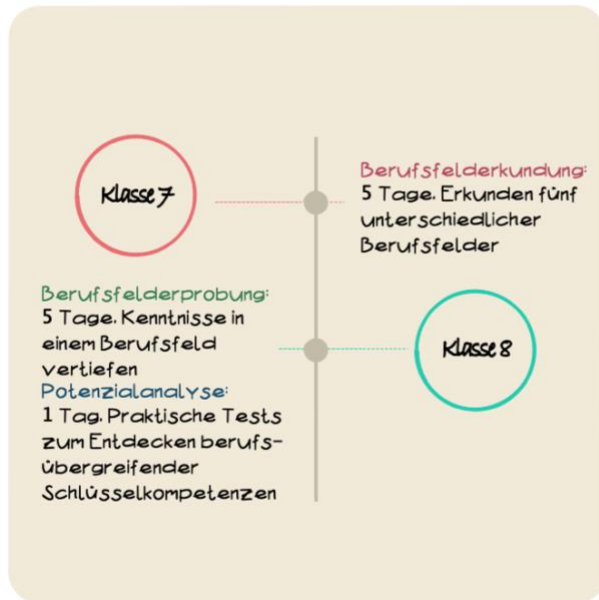 Klasse 7
Berufsfelderkundung:
5 Tage. Erkunden fünf
unterschiedlicher
Berufsfelder
Berufsfelderprobung:
5 Tage. Kenntnisse in
einem Berufsfeld
vertiefen
Potenzialanalyse:
1 Tag. Praktische Tests
zum Entdecken berufs-
übergreifender
Schlüsselkompetenzen
Klasse 8